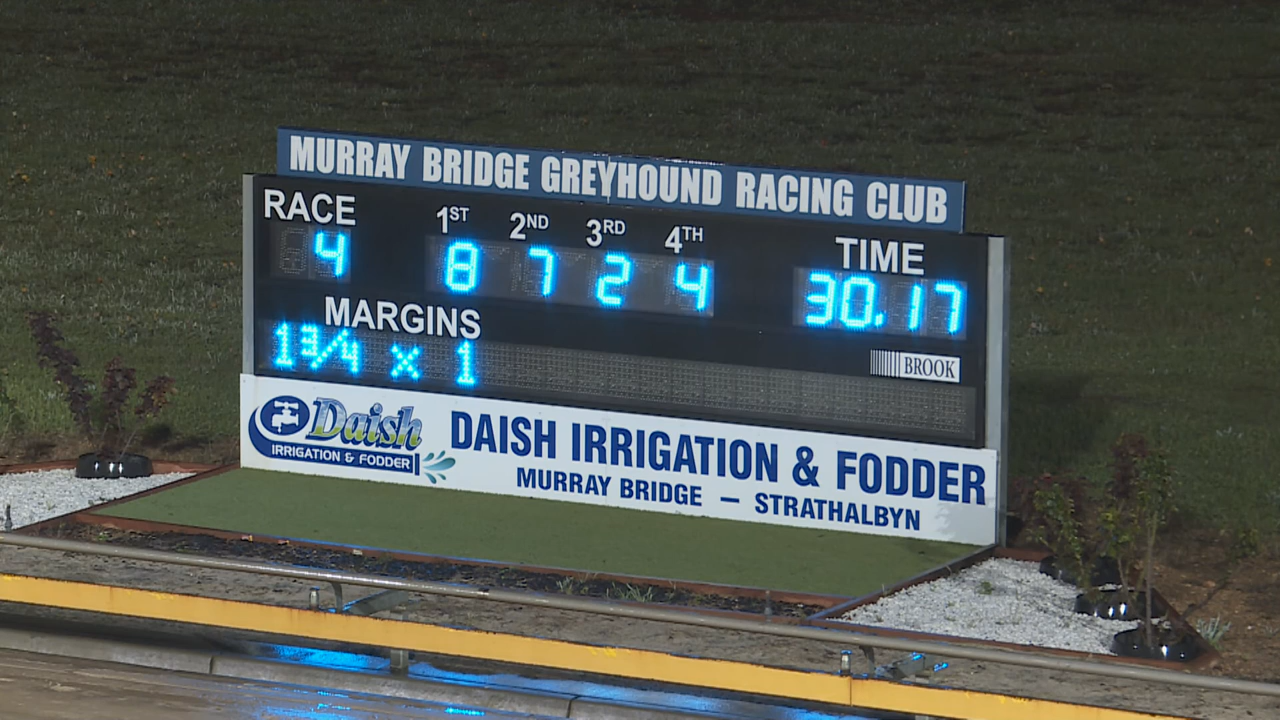 MURRAY BRIDGE GREYHOUND RACING CLUB
RACE 1ST 2ND 3RD 4TH TIME
4 8 7 2 4 30.17
MARGINS
1 3/4 x 1
BROOK
Daish
IRRIGATION & FODDER
DAISH IRRIGATION & FODDER
MURRAY BRIDGE – STRATHALBYN